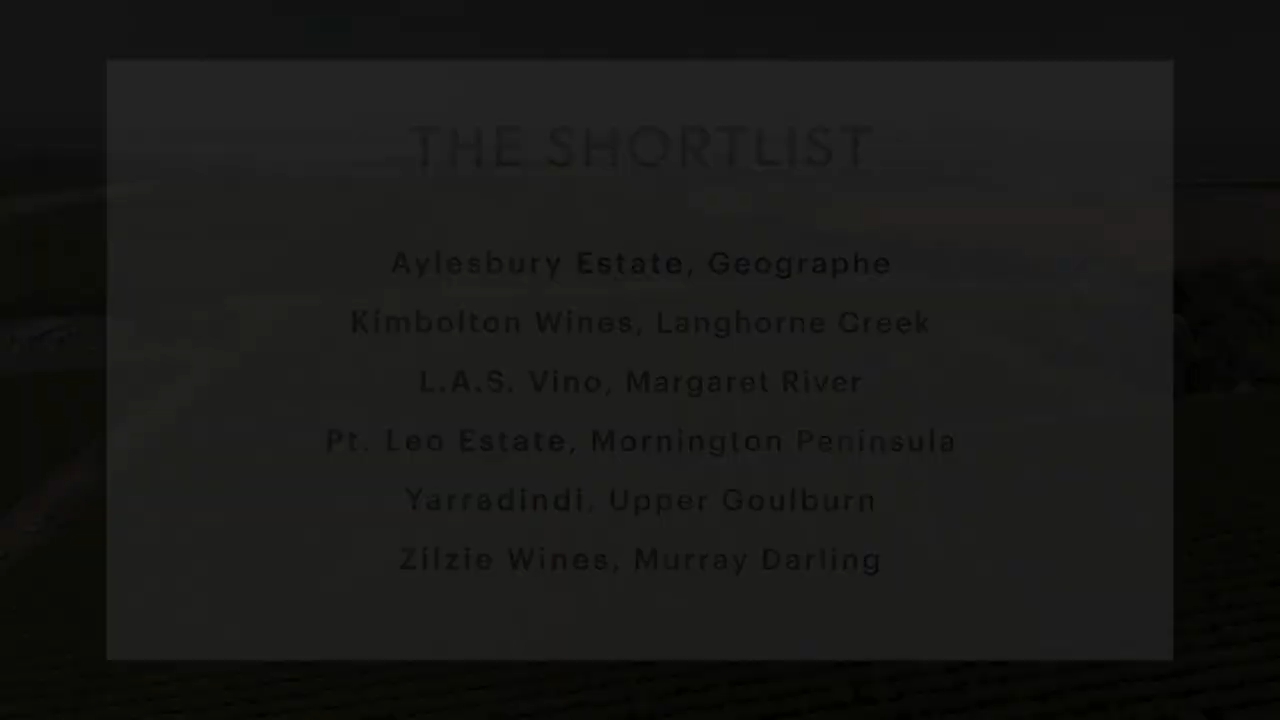 THE SHORTLIST
Aylesbury Estate, Geographe
Kimbolton Wines, Langhorne Creek
L.A.S. Vino, Margaret River
Pt. Leo Estate, Mornington Peninsula
Yarradindi, Upper Goulburn
Zilzie Wines, Murray Darling